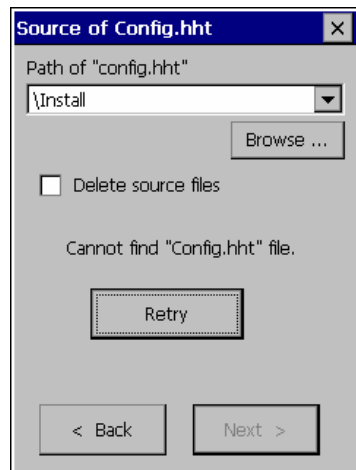 Source of Config.hht
Path of "config.hht"
\Install
Browse ...
Delete source files
Cannot find "Config.hht" file.
Retry
< Back
Next >